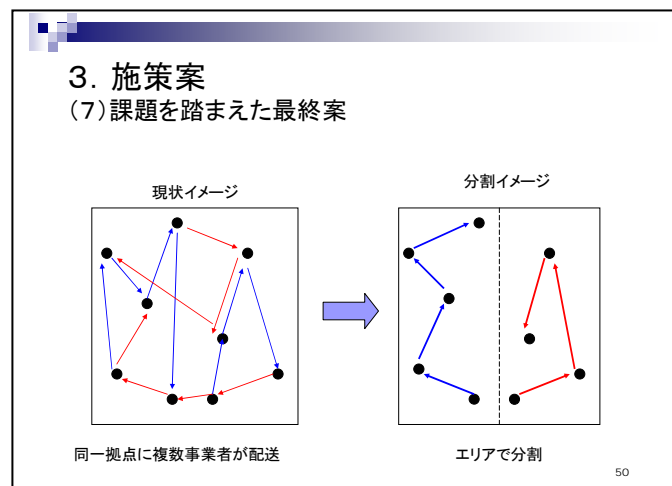 ３．施策案
（７）課題を踏まえた最終案
現状イメージ
分割イメージ
同一拠点に複数事業者が配送
エリアで分割
50